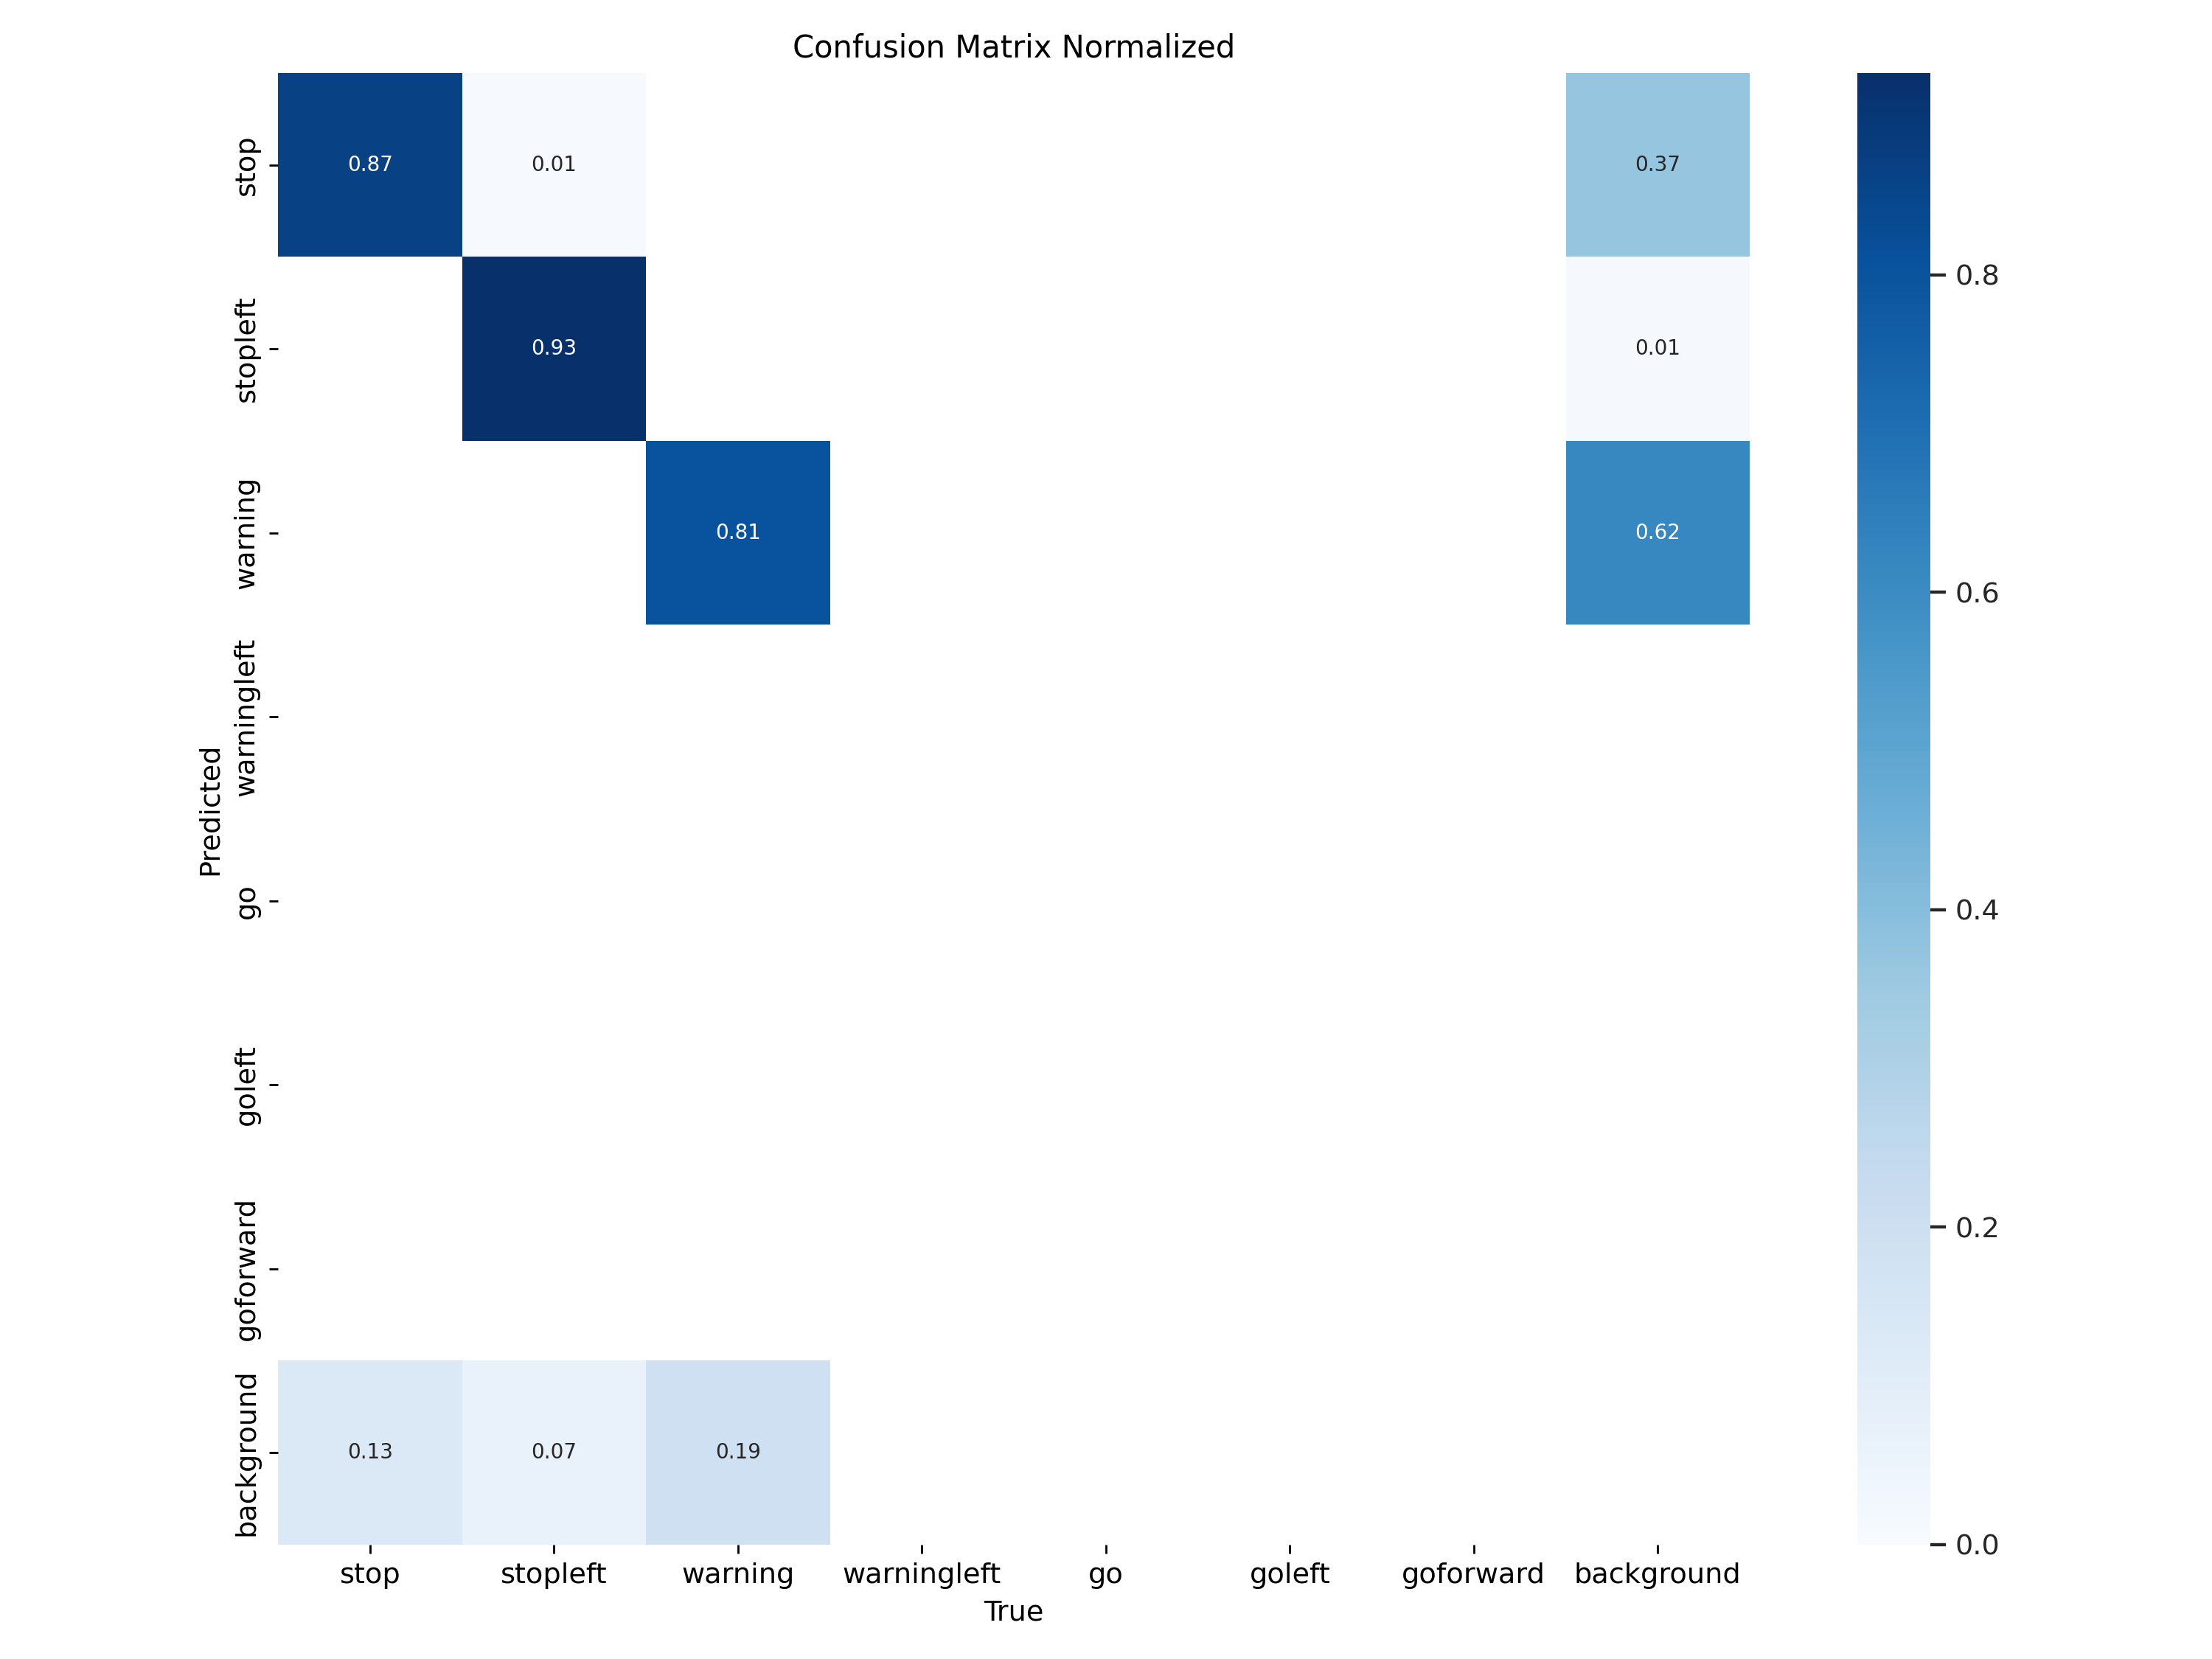 Confusion Matrix Normalized
stop
0.87
0.01
0.37
stopleft
0.93
0.01
0.8
warning
0.81
0.62
0.6
warningleft
Predicted
go
0.4
goleft
goforward
0.2
background
0.13
0.07
0.19
0.0
stop stopleft warning warningleft go goleft goforward background
True